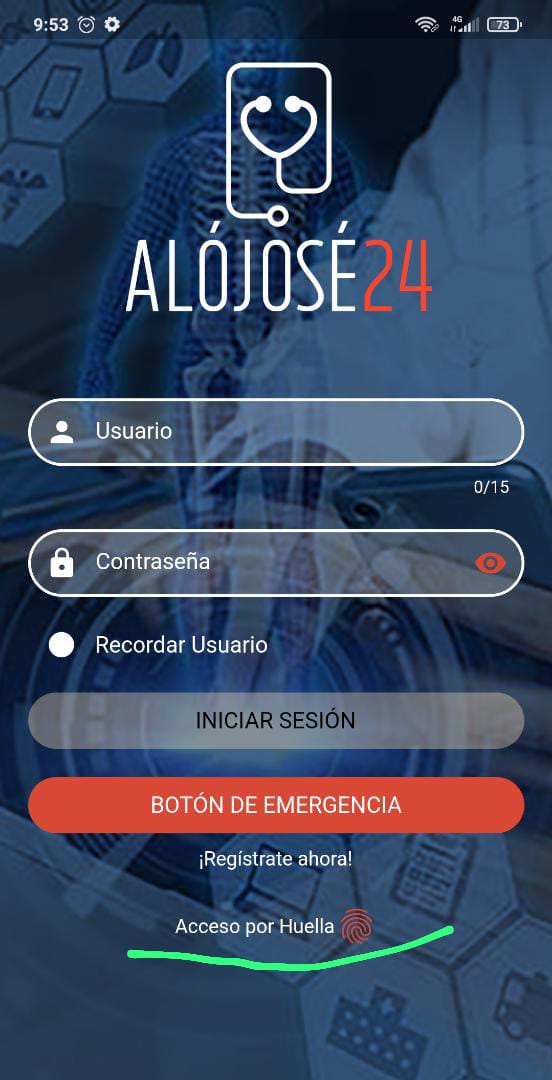 9:53 4G 73
ALÓJOSÉ24
Usuario
0/15
Contraseña
Recordar Usuario
INICIAR SESIÓN
BOTÓN DE EMERGENCIA
¡Regístrate ahora!
Acceso por Huella